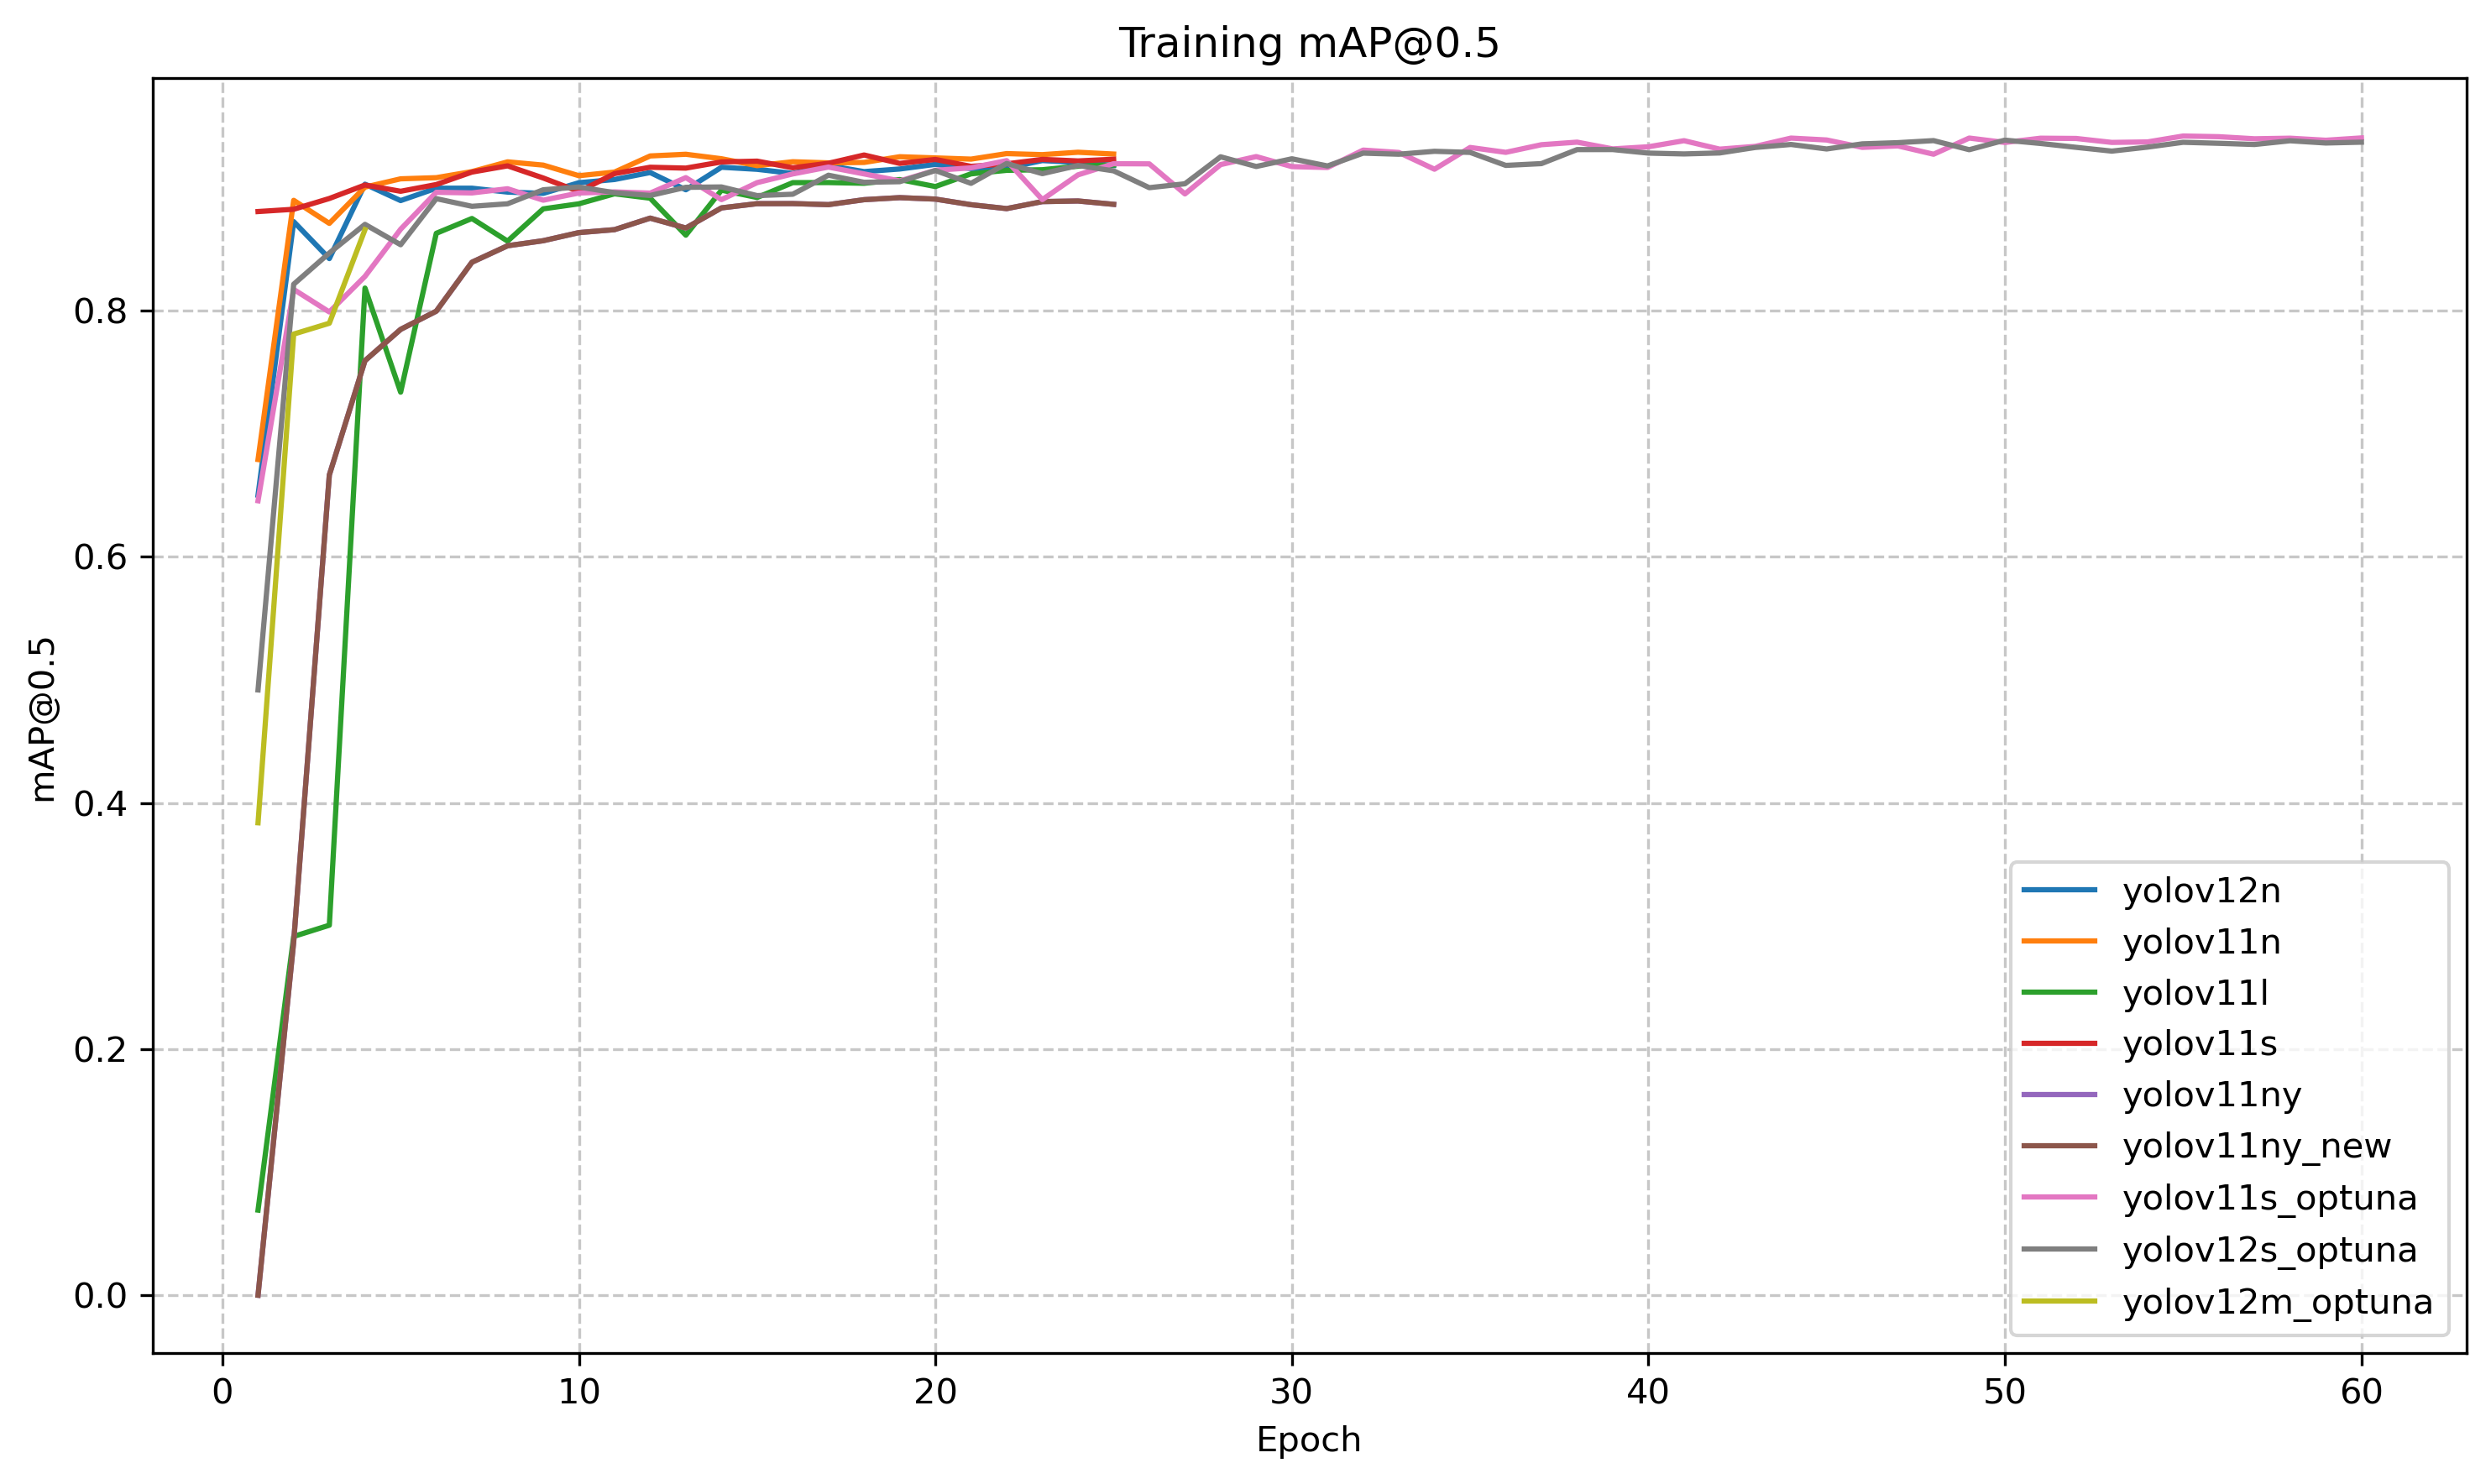 Training mAP@0.5
mAP@0.5
0.8
0.6
0.4
0.2
0.0
0 10 20 30 40 50 60
Epoch
yolov12n
yolov11n
yolov11l
yolov11s
yolov11ny
yolov11ny_new
yolov11s_optuna
yolov12s_optuna
yolov12m_optuna